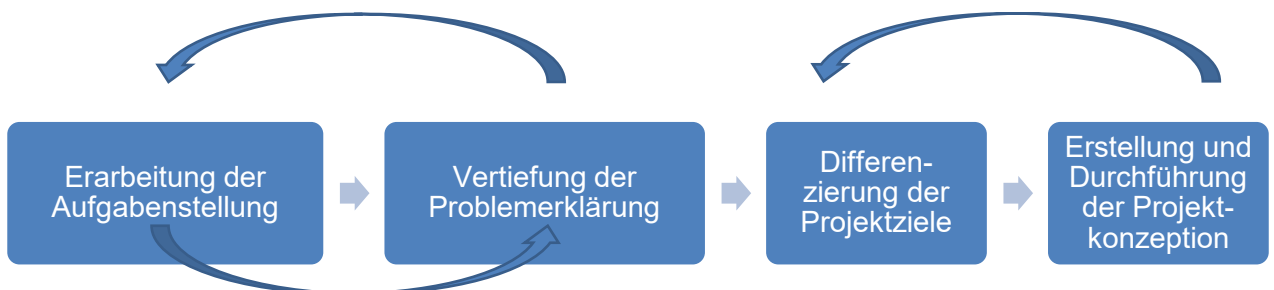 Erarbeitung der
Aufgabenstellung
Vertiefung der
Problemerklärung
Differen-
zierung der
Projektziele
Erstellung und
Durchführung
der Projekt-
konzeption